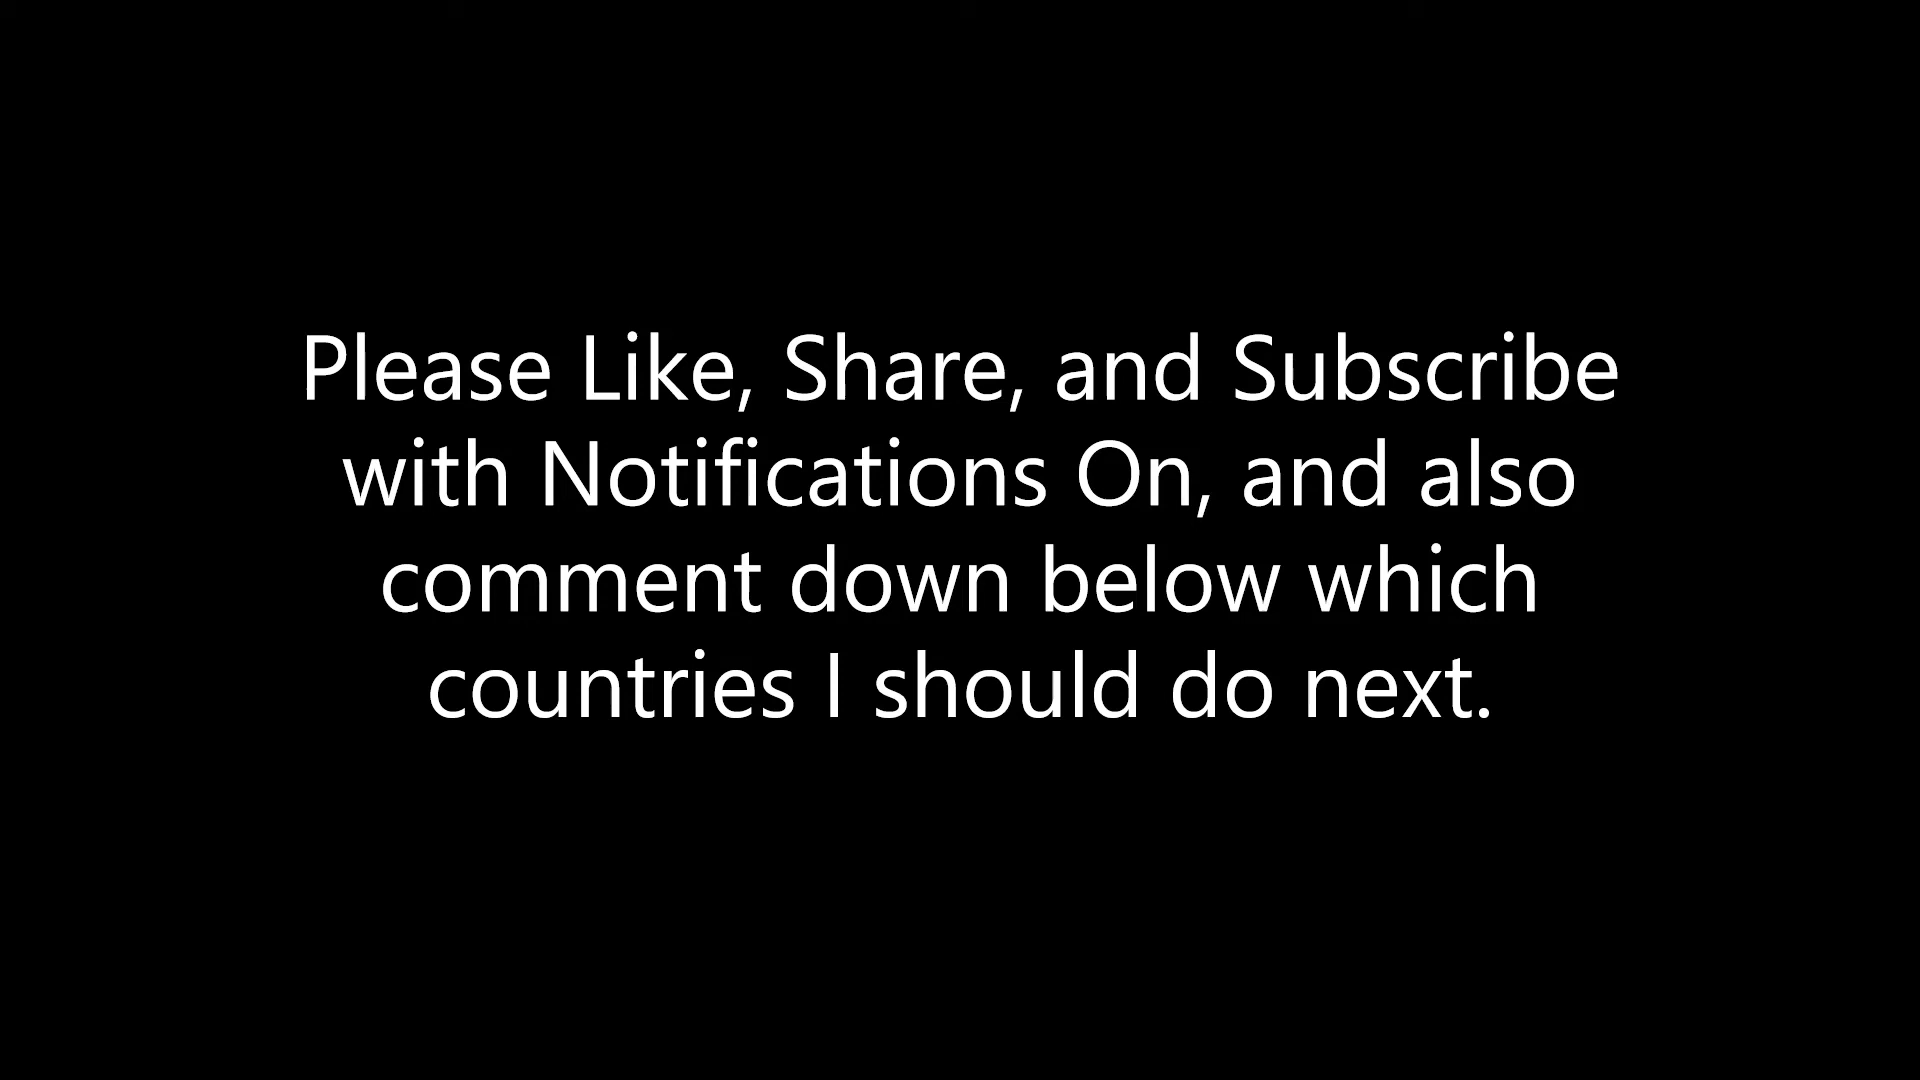 Please Like, Share, and Subscribe
with Notifications On, and also
comment down below which
countries I should do next.